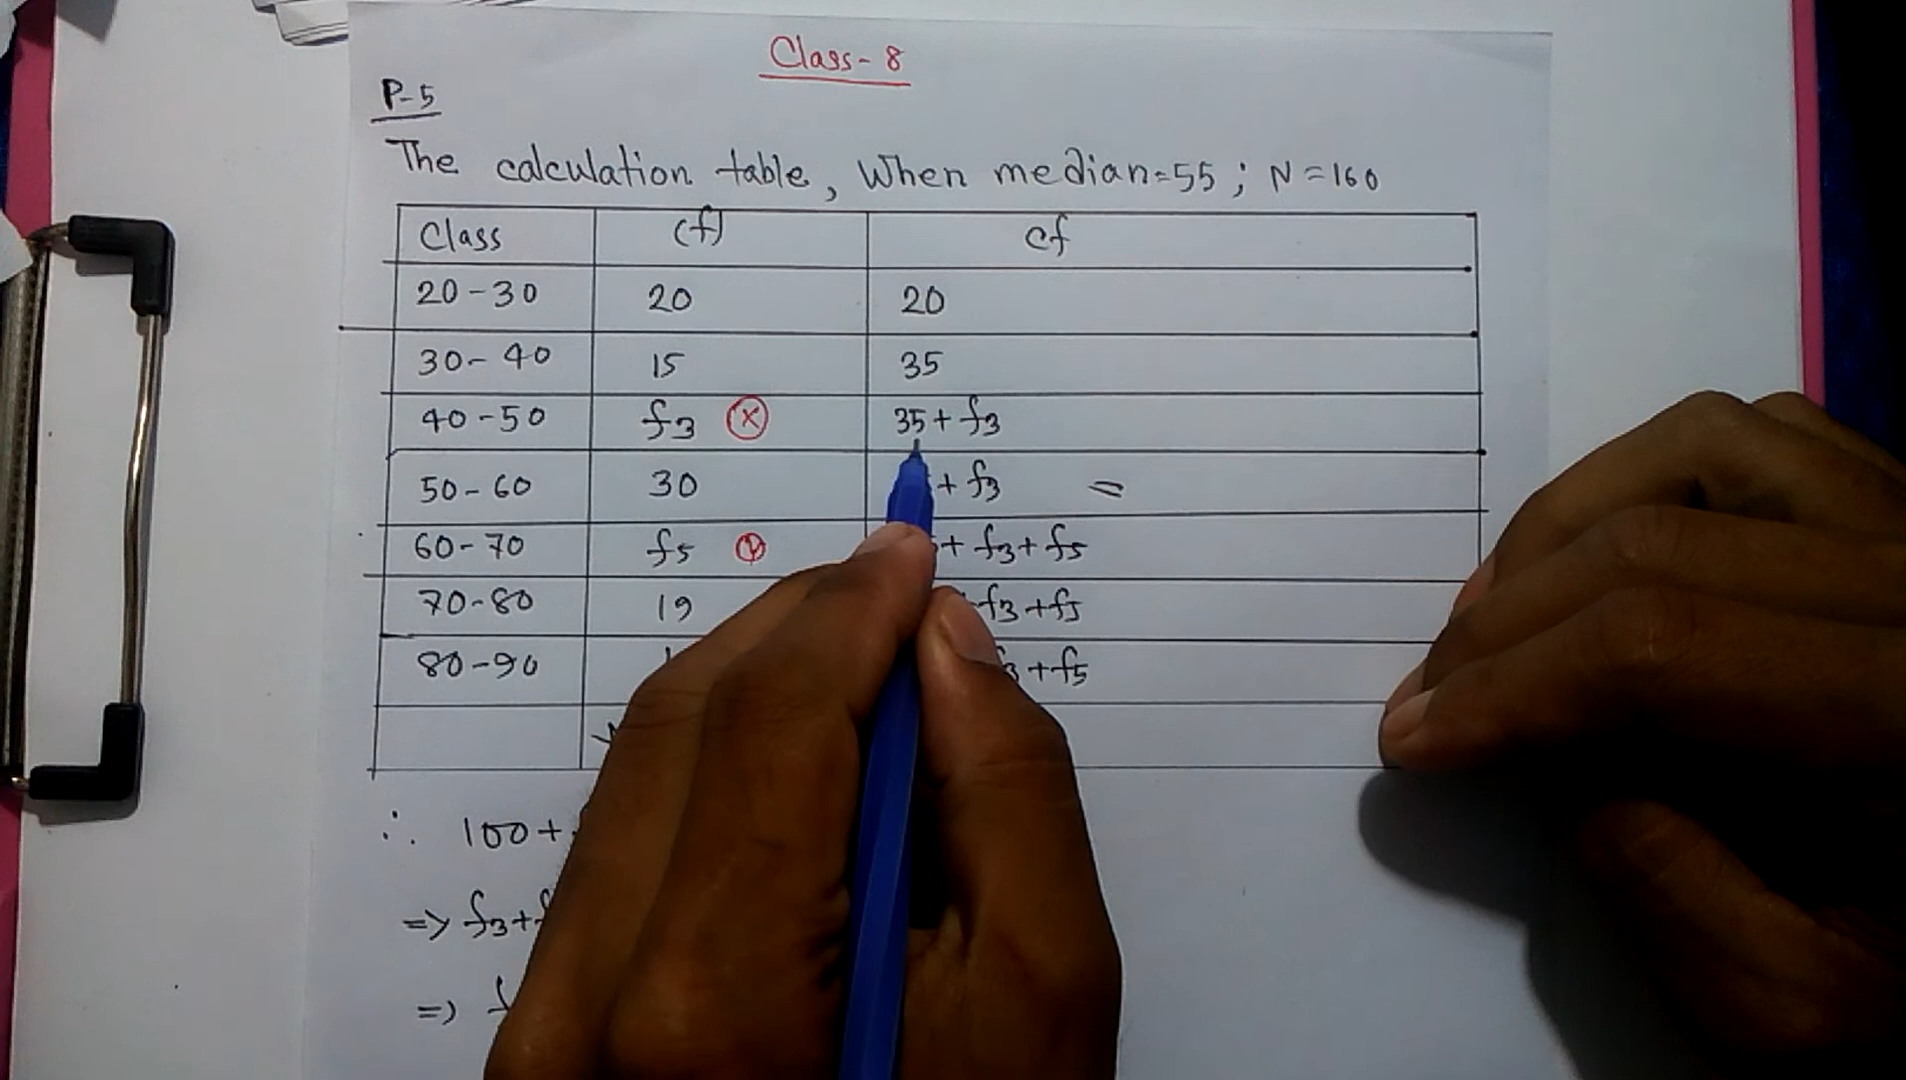 Class-8
P-5
The calculation table, When median=55; N=160
Class (f) cf
20-30 20 20
30-40 15 35
40-50 f3 (x) 35+f3
50-60 30 +f3 =
60-70 f5 (y) +f3+f5
70-80 19 f3+f5
80-90 3+f5
∴ 100+
=> f3+f
=> f